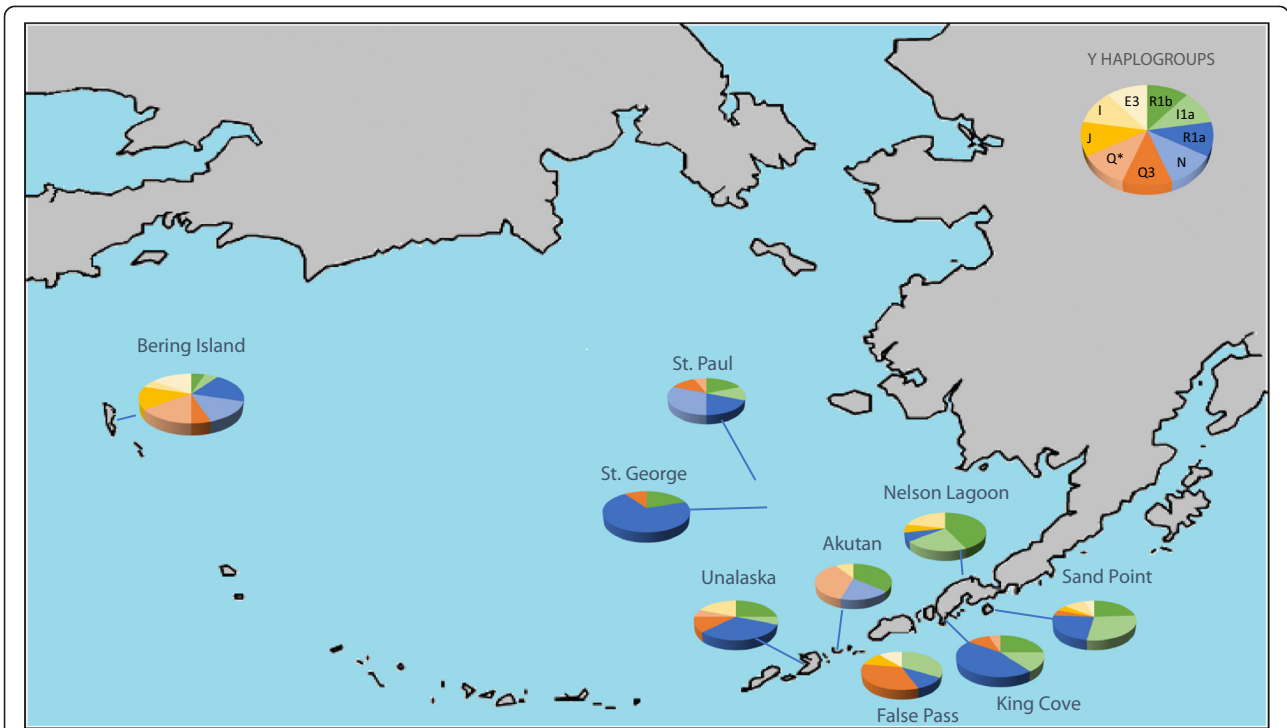 Y HAPLOGROUPS
E3
R1b
I
I1a
J
R1a
Q*
N
Q3
Bering Island
St. Paul
St. George
Nelson Lagoon
Akutan
Sand Point
Unalaska
King Cove
False Pass